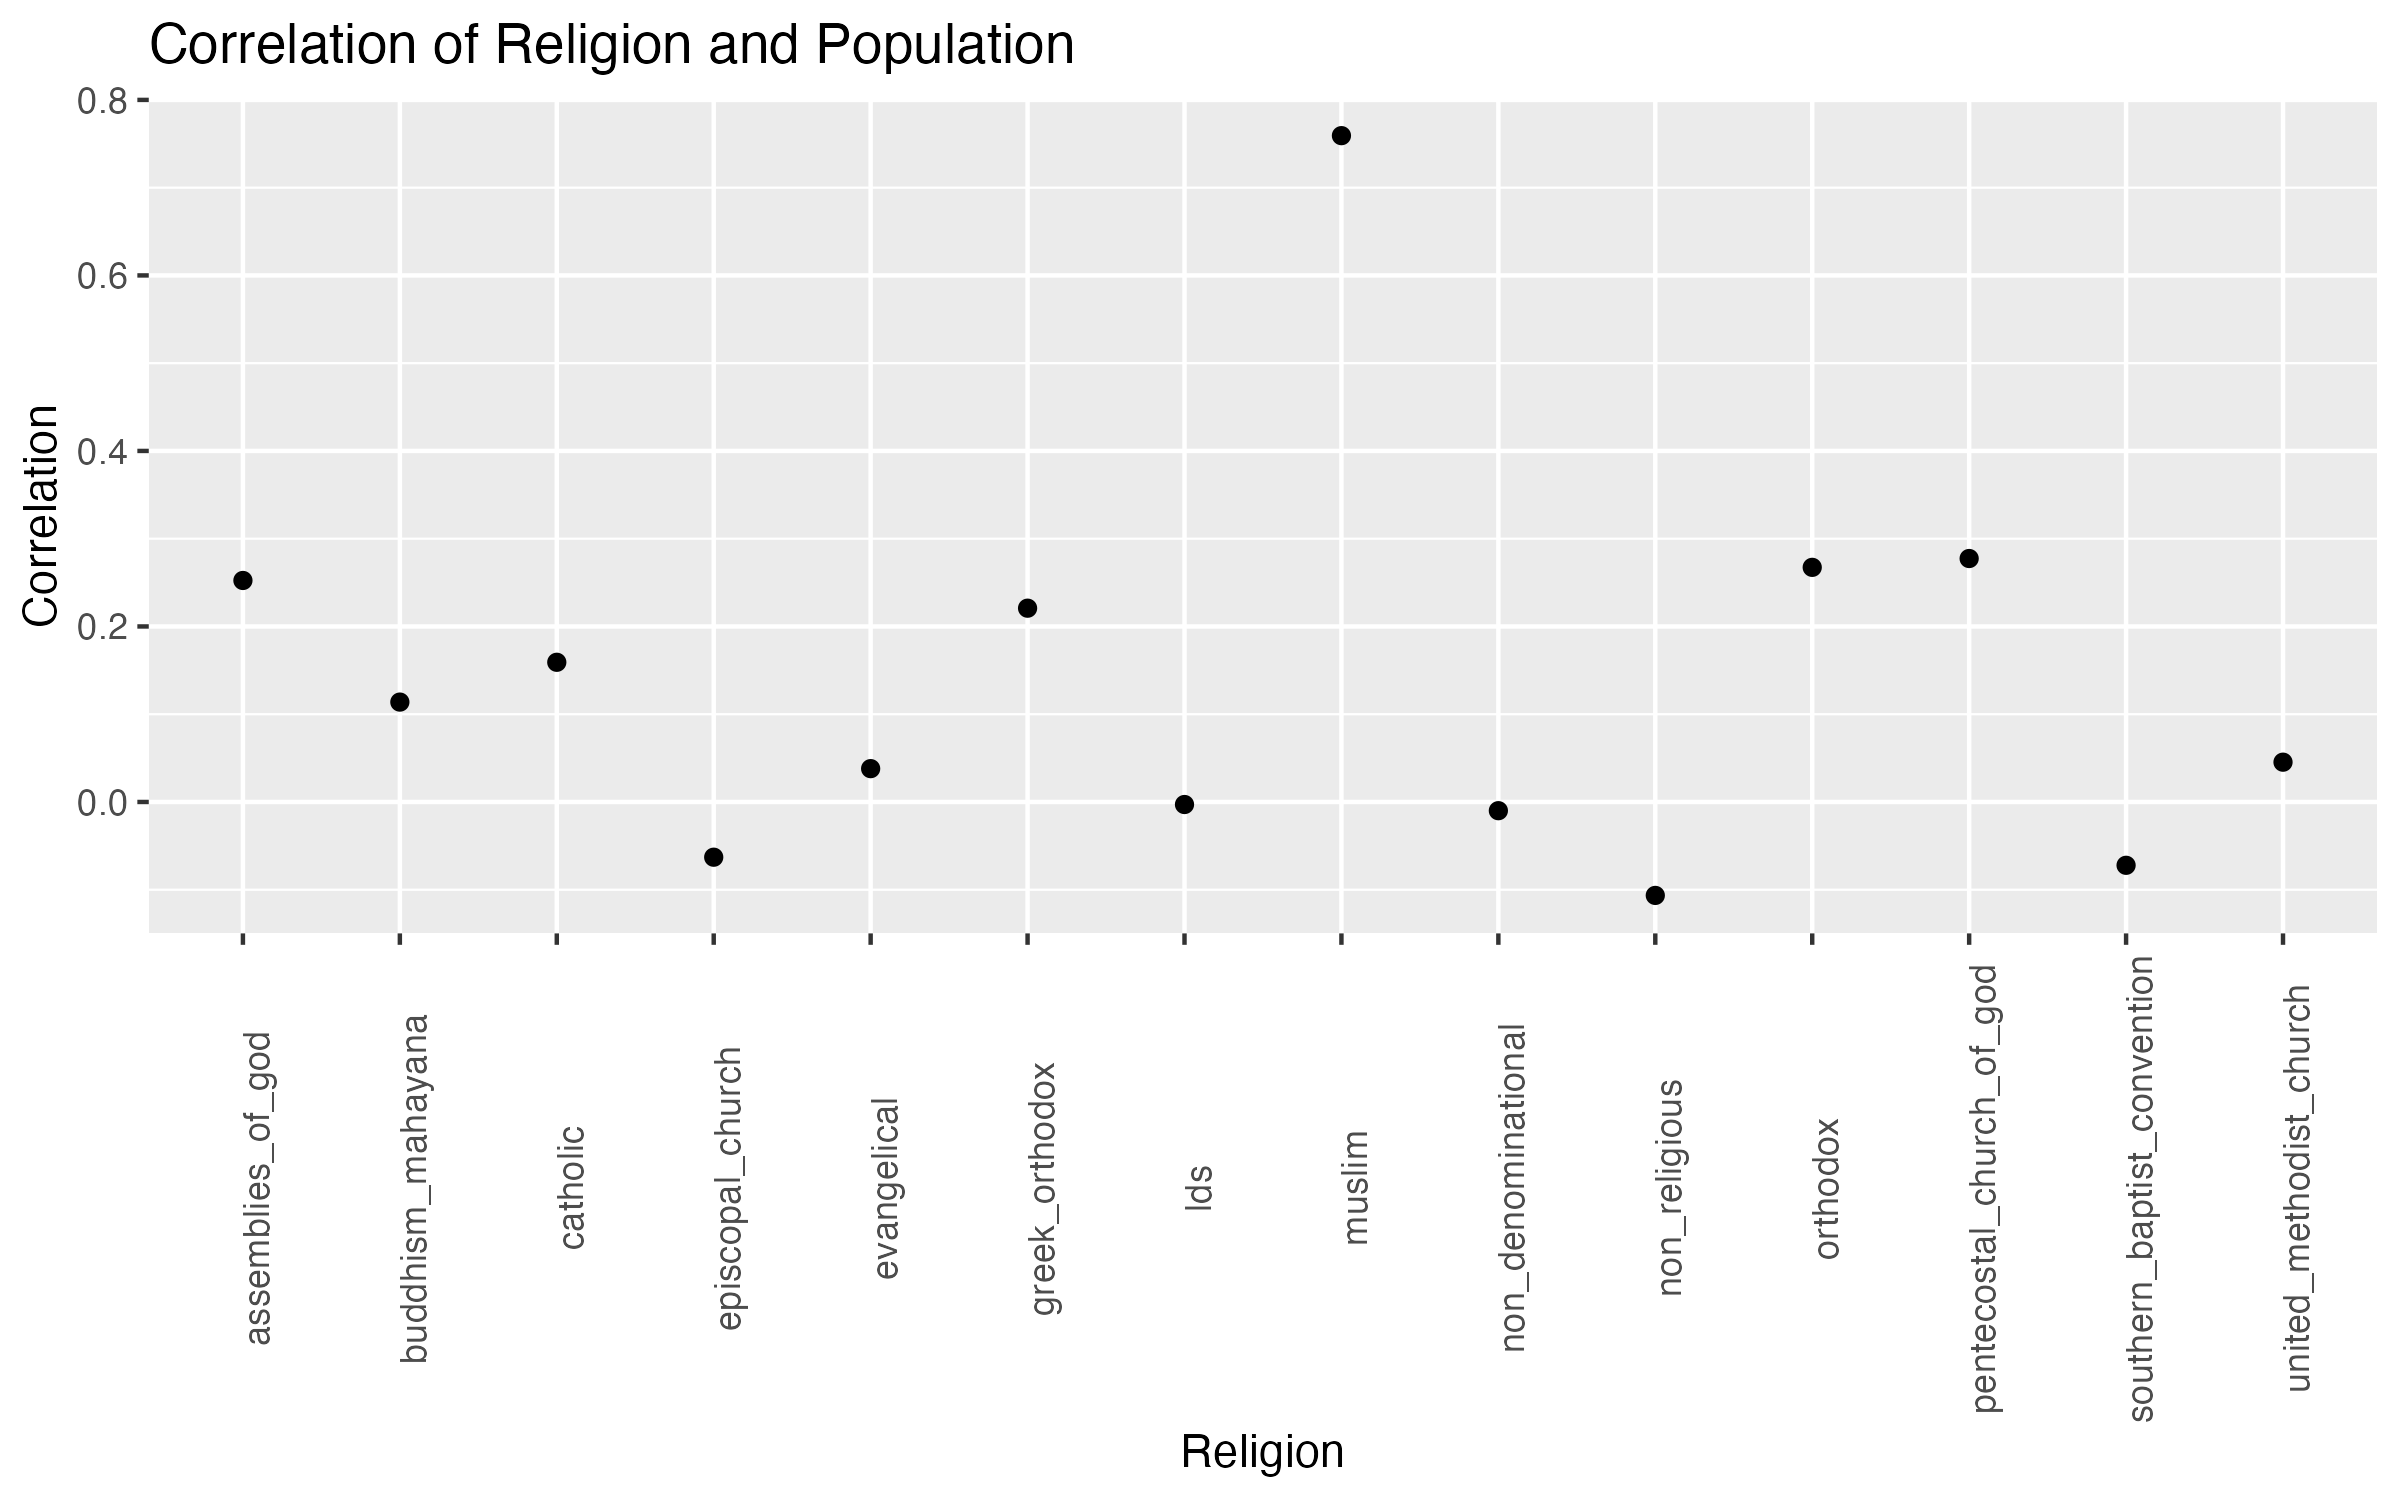 Correlation of Religion and Population
0.8
0.6
0.4
0.2
0.0
Correlation
assemblies_of_god
buddhism_mahayana
catholic
episcopal_church
evangelical
greek_orthodox
lds
muslim
non_denominational
non_religious
orthodox
pentecostal_church_of_god
southern_baptist_convention
united_methodist_church
Religion